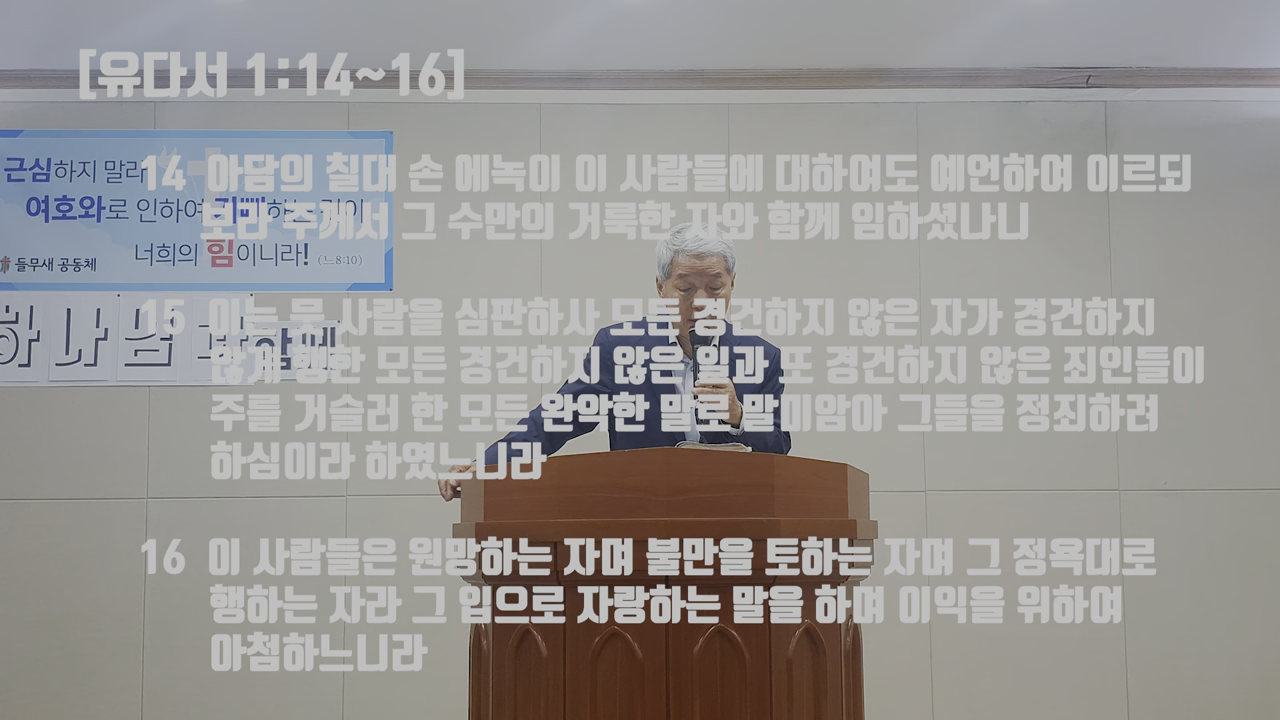 [유다서 1:14~16]
14 아담의 칠대 손 에녹이 이 사람들에 대하여도 예언하여 이르되
보라 주께서 그 수만의 거룩한 자와 함께 임하셨나니
15 이는 뭇 사람을 심판하사 모든 경건하지 않은 자가 경건하지
않게 행한 모든 경건하지 않은 일과 또 경건하지 않은 죄인들이
주를 거슬러 한 모든 완악한 말로 말미암아 그들을 정죄하려
하심이라 하였느니라
16 이 사람들은 원망하는 자며 불만을 토하는 자며 그 정욕대로
행하는 자라 그 입으로 자랑하는 말을 하며 이익을 위하여
아첨하느니라
근심하지 말라
여호와로 인하여
너희의 힘이니라! (느8:10)
들무새 공동체
하나님
함께